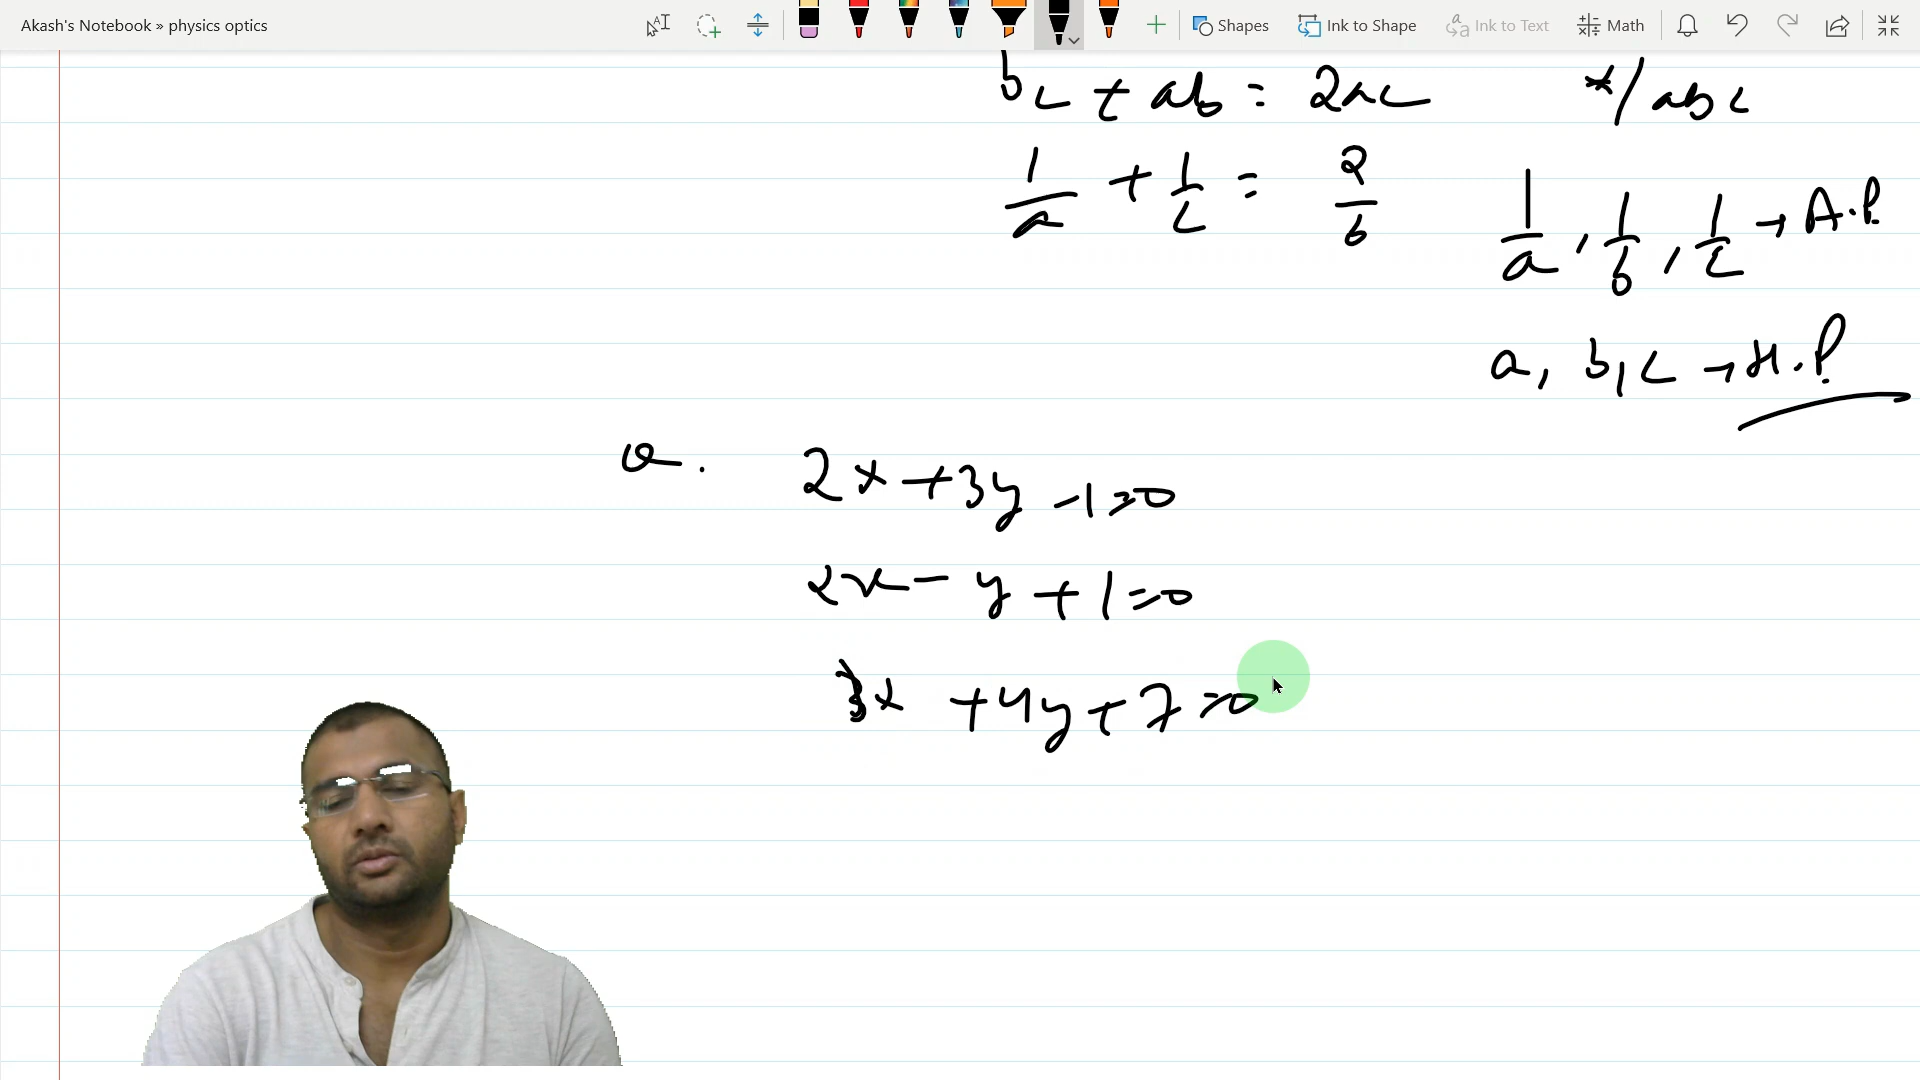 Akash's Notebook » physics optics
Shapes
Ink to Shape
Ink to Text
Math
bc + ab = 2ac */abc
1/a + 1/c = 2/b
1/a , 1/b , 1/c → A.P
a, b, c → H.P
Q.
2x + 3y - 1 = 0
2x - y + 1 = 0
3x + 4y + 7 = 0